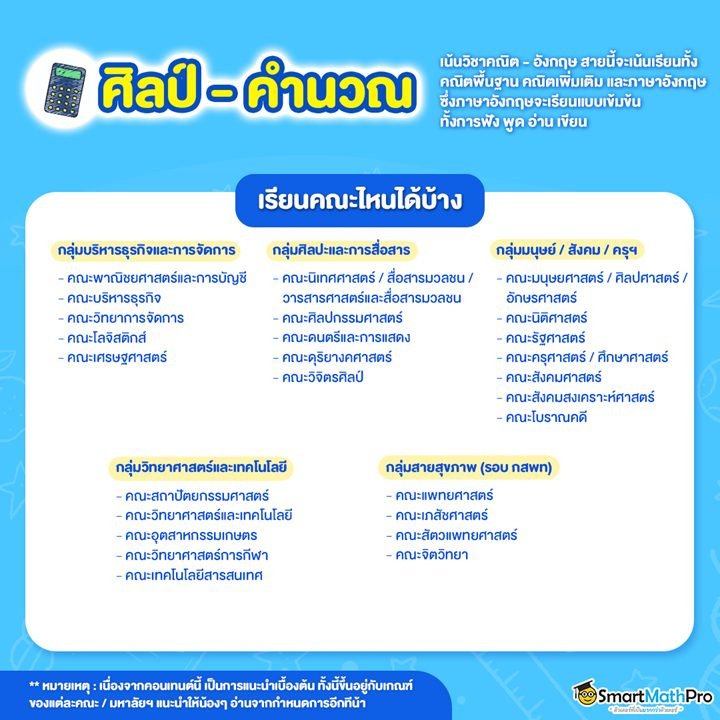 ศิลป์ - คำนวณ
เน้นวิชาคณิต - อังกฤษ สายนี้จะเน้นเรียนทั้ง
คณิตพื้นฐาน คณิตเพิ่มเติม และภาษาอังกฤษ
ซึ่งภาษาอังกฤษจะเรียนแบบเข้มข้น
ทั้งการฟัง พูด อ่าน เขียน
เรียนคณะไหนได้บ้าง
กลุ่มบริหารธุรกิจและการจัดการ
- คณะพาณิชยศาสตร์และการบัญชี
- คณะบริหารธุรกิจ
- คณะวิทยาการจัดการ
- คณะโลจิสติกส์
- คณะเศรษฐศาสตร์
กลุ่มศิลปะและการสื่อสาร
- คณะนิเทศศาสตร์ / สื่อสารมวลชน /
วารสารศาสตร์และสื่อสารมวลชน
- คณะศิลปกรรมศาสตร์
- คณะดนตรีและการแสดง
- คณะดุริยางคศาสตร์
- คณะวิจิตรศิลป์
กลุ่มมนุษย์ / สังคม / ครุฯ
- คณะมนุษยศาสตร์ / ศิลปศาสตร์ /
อักษรศาสตร์
- คณะนิติศาสตร์
- คณะรัฐศาสตร์
- คณะครุศาสตร์ / ศึกษาศาสตร์
- คณะสังคมศาสตร์
- คณะสังคมสงเคราะห์ศาสตร์
- คณะโบราณคดี
กลุ่มวิทยาศาสตร์และเทคโนโลยี
- คณะสถาปัตยกรรมศาสตร์
- คณะวิทยาศาสตร์และเทคโนโลยี
- คณะอุตสาหกรรมเกษตร
- คณะวิทยาศาสตร์การกีฬา
- คณะเทคโนโลยีสารสนเทศ
กลุ่มสายสุขภาพ (รอบ กสพท)
- คณะแพทยศาสตร์
- คณะเภสัชศาสตร์
- คณะสัตวแพทยศาสตร์
- คณะจิตวิทยา
** หมายเหตุ : เนื่องจากคอนเทนต์นี้ เป็นการแนะนำเบื้องต้น ทั้งนี้ขึ้นอยู่กับเกณฑ์
ของแต่ละคณะ / มหาลัยฯ แนะนำให้น้องๆ อ่านจากกำหนดการอีกทีน้า
SmartMathPro